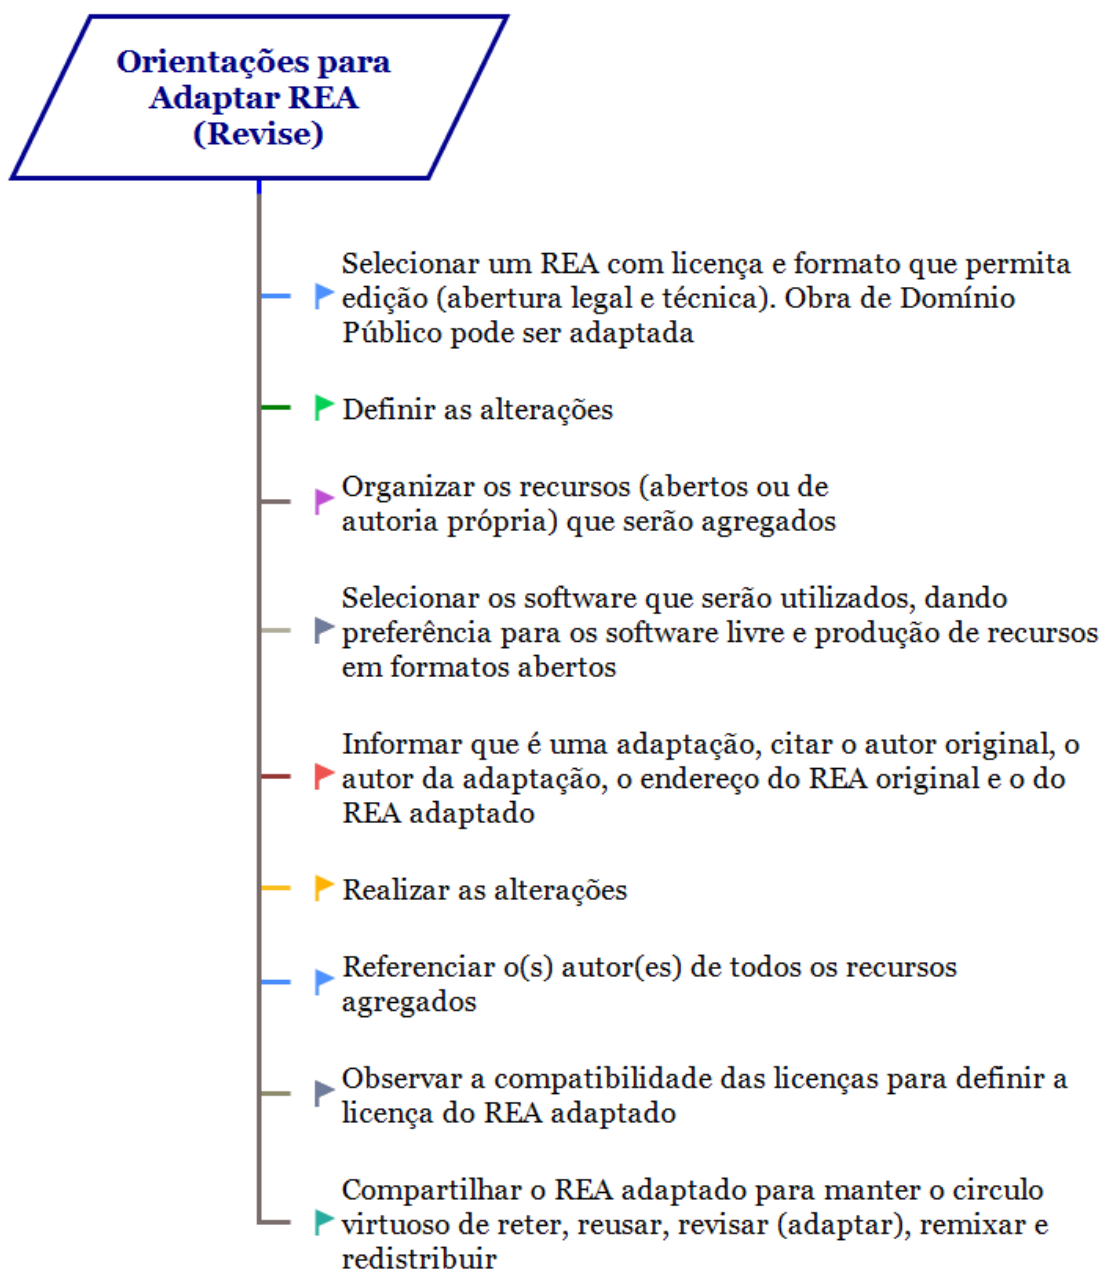 Orientações para
Adaptar REA
(Revise)
Selecionar um REA com licença e formato que permita
edição (abertura legal e técnica). Obra de Domínio
Público pode ser adaptada
Definir as alterações
Organizar os recursos (abertos ou de
autoria própria) que serão agregados
Selecionar os software que serão utilizados, dando
preferência para os software livre e produção de recursos
em formatos abertos
Informar que é uma adaptação, citar o autor original, o
autor da adaptação, o endereço do REA original e o do
REA adaptado
Realizar as alterações
Referenciar o(s) autor(es) de todos os recursos
agregados
Observar a compatibilidade das licenças para definir a
licença do REA adaptado
Compartilhar o REA adaptado para manter o circulo
virtuoso de reter, reusar, revisar (adaptar), remixar e
redistribuir